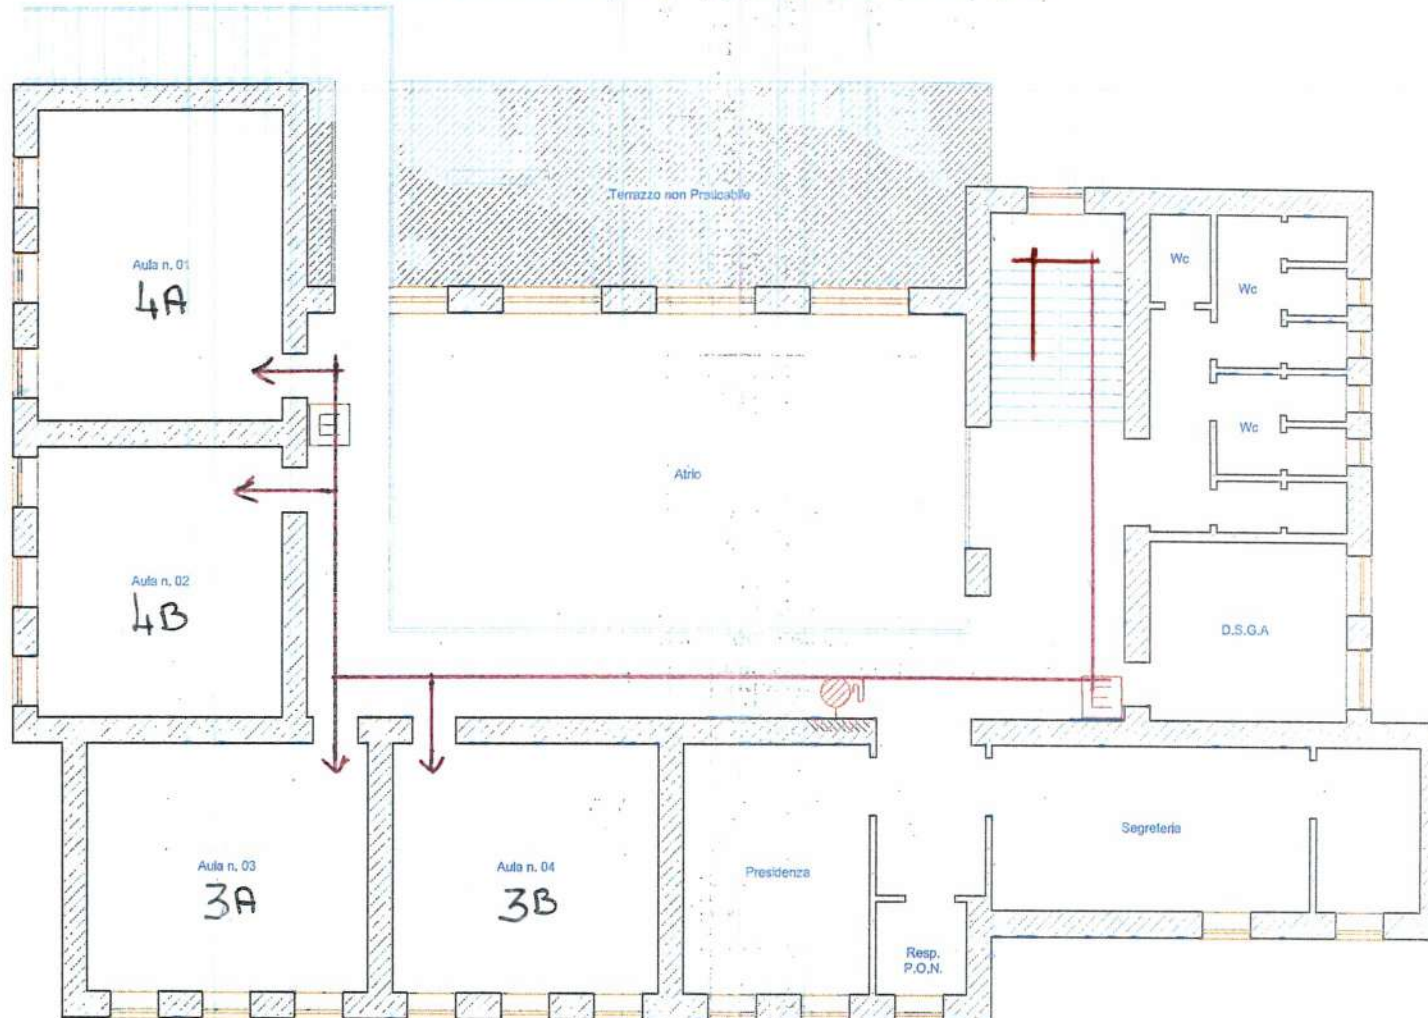 Terrazzo non Praticabile
Wc
Wc
Aula n. 01
4A
E
Wc
Atrio
Aula n. 02
4B
D.S.G.A
E
Segreteria
Aula n. 03
3A
Aula n. 04
3B
Presidenza
Resp.
P.O.N.